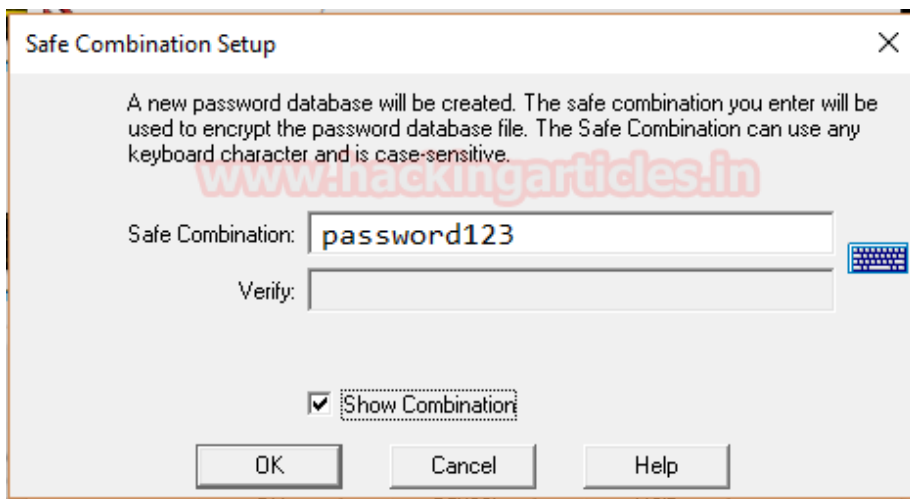 Safe Combination Setup
A new password database will be created. The safe combination you enter will be
used to encrypt the password database file. The Safe Combination can use any
keyboard character and is case-sensitive.
www.hackingarticles.in
Safe Combination: password123
Verify:
Show Combination
OK Cancel Help